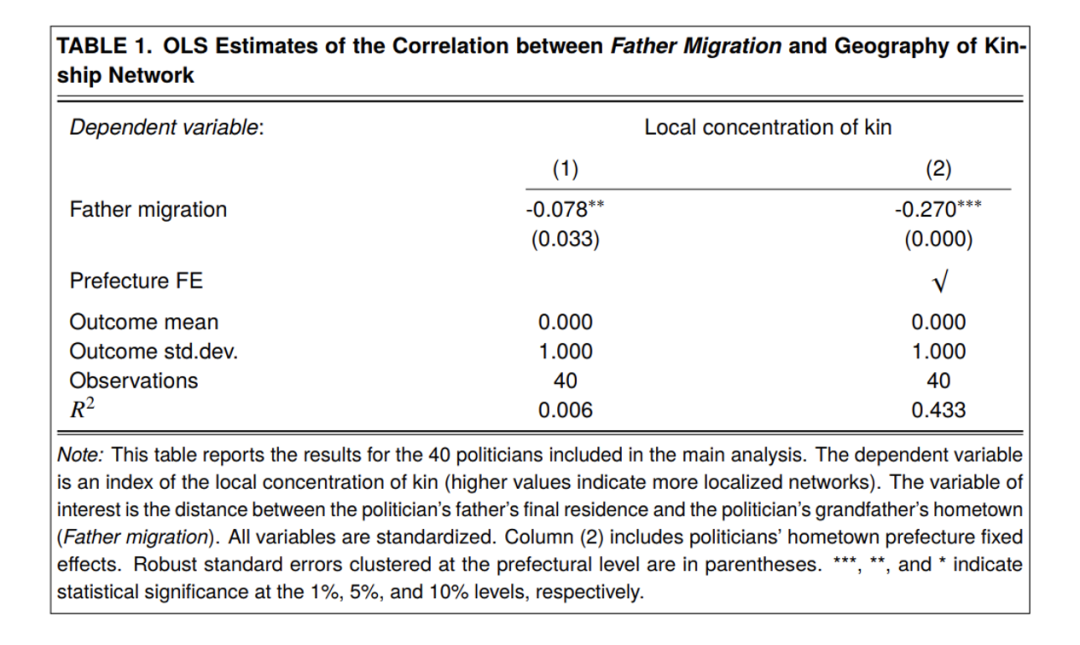 TABLE 1. OLS Estimates of the Correlation between Father Migration and Geography of Kin-
ship Network
Dependent variable: Local concentration of kin
(1) (2)
Father migration -0.078** -0.270***
(0.033) (0.000)
Prefecture FE √
Outcome mean 0.000 0.000
Outcome std.dev. 1.000 1.000
Observations 40 40
R² 0.006 0.433
Note: This table reports the results for the 40 politicians included in the main analysis. The dependent variable
is an index of the local concentration of kin (higher values indicate more localized networks). The variable of
interest is the distance between the politician's father's final residence and the politician's grandfather's hometown
(Father migration). All variables are standardized. Column (2) includes politicians' hometown prefecture fixed
effects. Robust standard errors clustered at the prefectural level are in parentheses. ***, **, and * indicate
statistical significance at the 1%, 5%, and 10% levels, respectively.